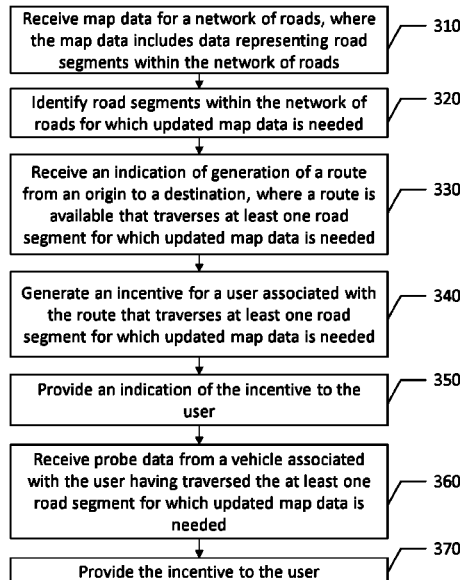 Receive map data for a network of roads, where
the map data includes data representing road
segments within the network of roads
310
Identify road segments within the network of
roads for which updated map data is needed
320
Receive an indication of generation of a route
from an origin to a destination, where a route is
available that traverses at least one road
segment for which updated map data is needed
330
Generate an incentive for a user associated with
the route that traverses at least one road
segment for which updated map data is needed
340
Provide an indication of the incentive to the
user
350
Receive probe data from a vehicle associated
with the user having traversed the at least one
road segment for which updated map data is
needed
360
Provide the incentive to the user
370